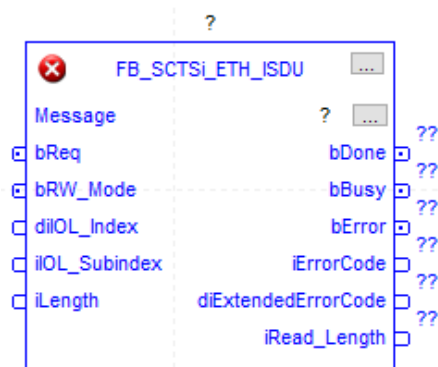 ?
FB_SCTSi_ETH_ISDU ...
Message ? ...
??
bReq bDone
??
bRW_Mode bBusy
??
diIOL_Index bError
??
iIOL_Subindex iErrorCode
??
iLength diExtendedErrorCode
??
iRead_Length